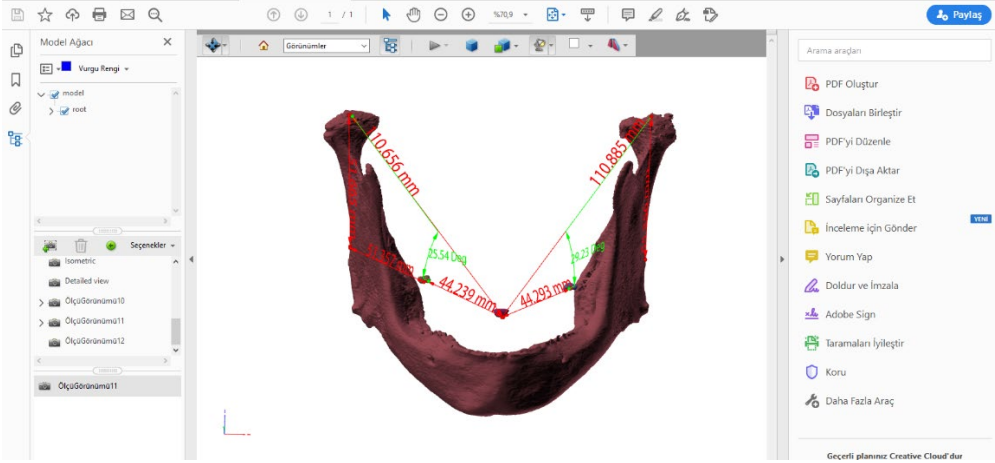 1 / 1
%70,9
Paylaş
Model Ağacı
Vurgu Rengi
model
root
Seçenekler
Isometric
Detailed view
ÖlçüGörünümü10
ÖlçüGörünümü11
ÖlçüGörünümü12
ÖlçüGörünümü11
Görünümler
10.656 mm
110.885 mm
25.54 Deg
29.27 Deg
44.239 mm
44.293 mm
Arama araçları
PDF Oluştur
Dosyaları Birleştir
PDF'yi Düzenle
PDF'yi Dışa Aktar
Sayfaları Organize Et
İnceleme için Gönder
YENİ
Yorum Yap
Doldur ve İmzala
Adobe Sign
Taramaları İyileştir
Koru
Daha Fazla Araç
Geçerli planınız Creative Cloud'dur